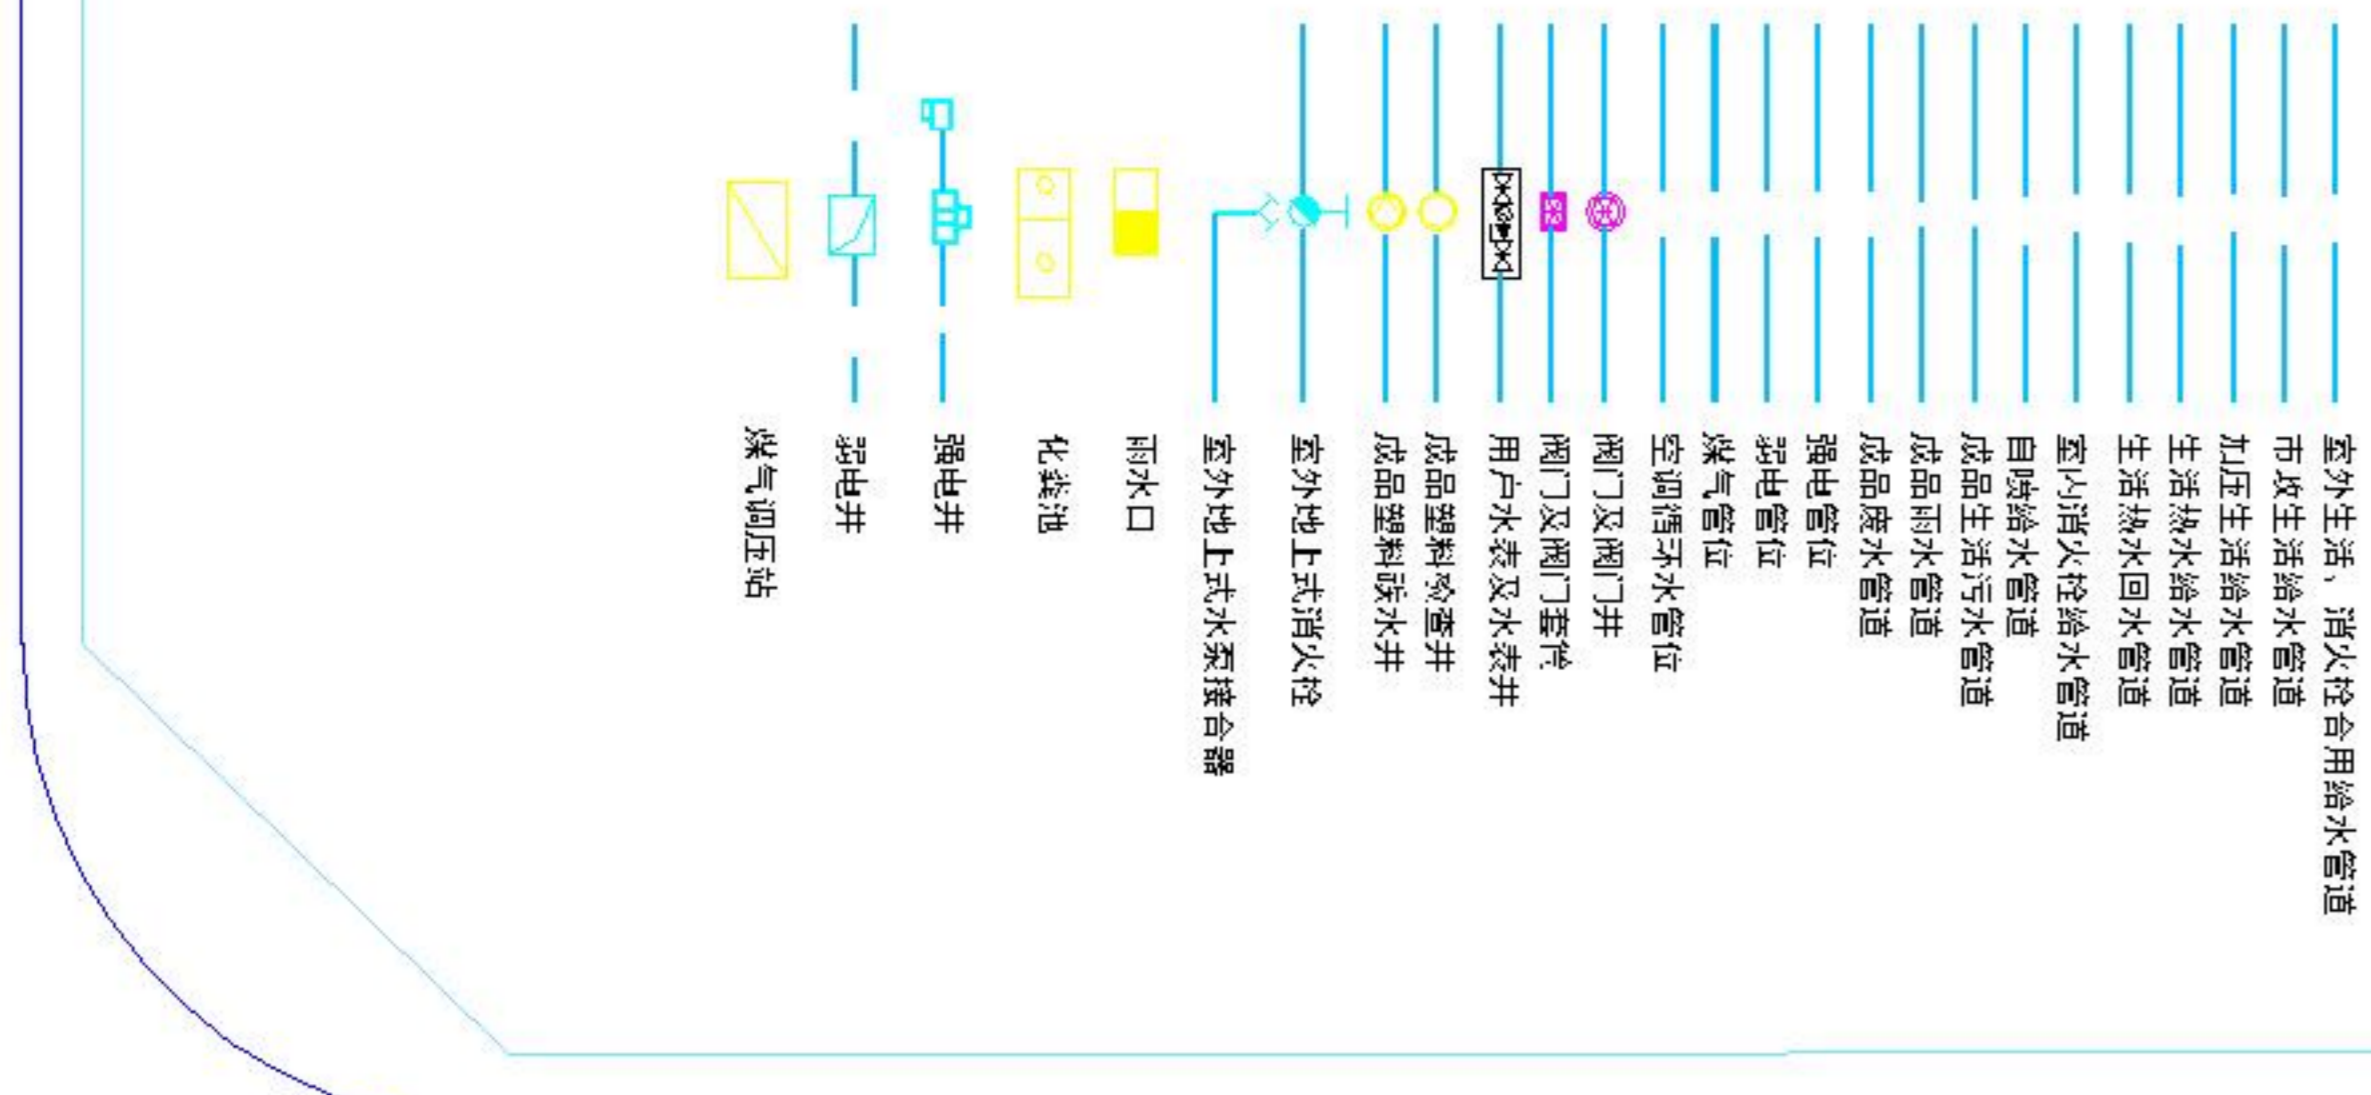 室外生活、消火栓合用给水管道
市政生活给水管道
加压生活给水管道
生活热水给水管道
生活热水回水管道
室内消火栓给水管道
自喷给水管道
成品生活污水管道
成品雨水管道
成品废水管道
强电管位
弱电管位
煤气管位
空调循环水管位
阀门及阀门井
阀门及阀门套筒
用户水表及水表井
成品塑料检查井
成品塑料跌水井
室外地上式消火栓
室外地上式水泵接合器
雨水口
化粪池
强电井
弱电井
煤气调压站